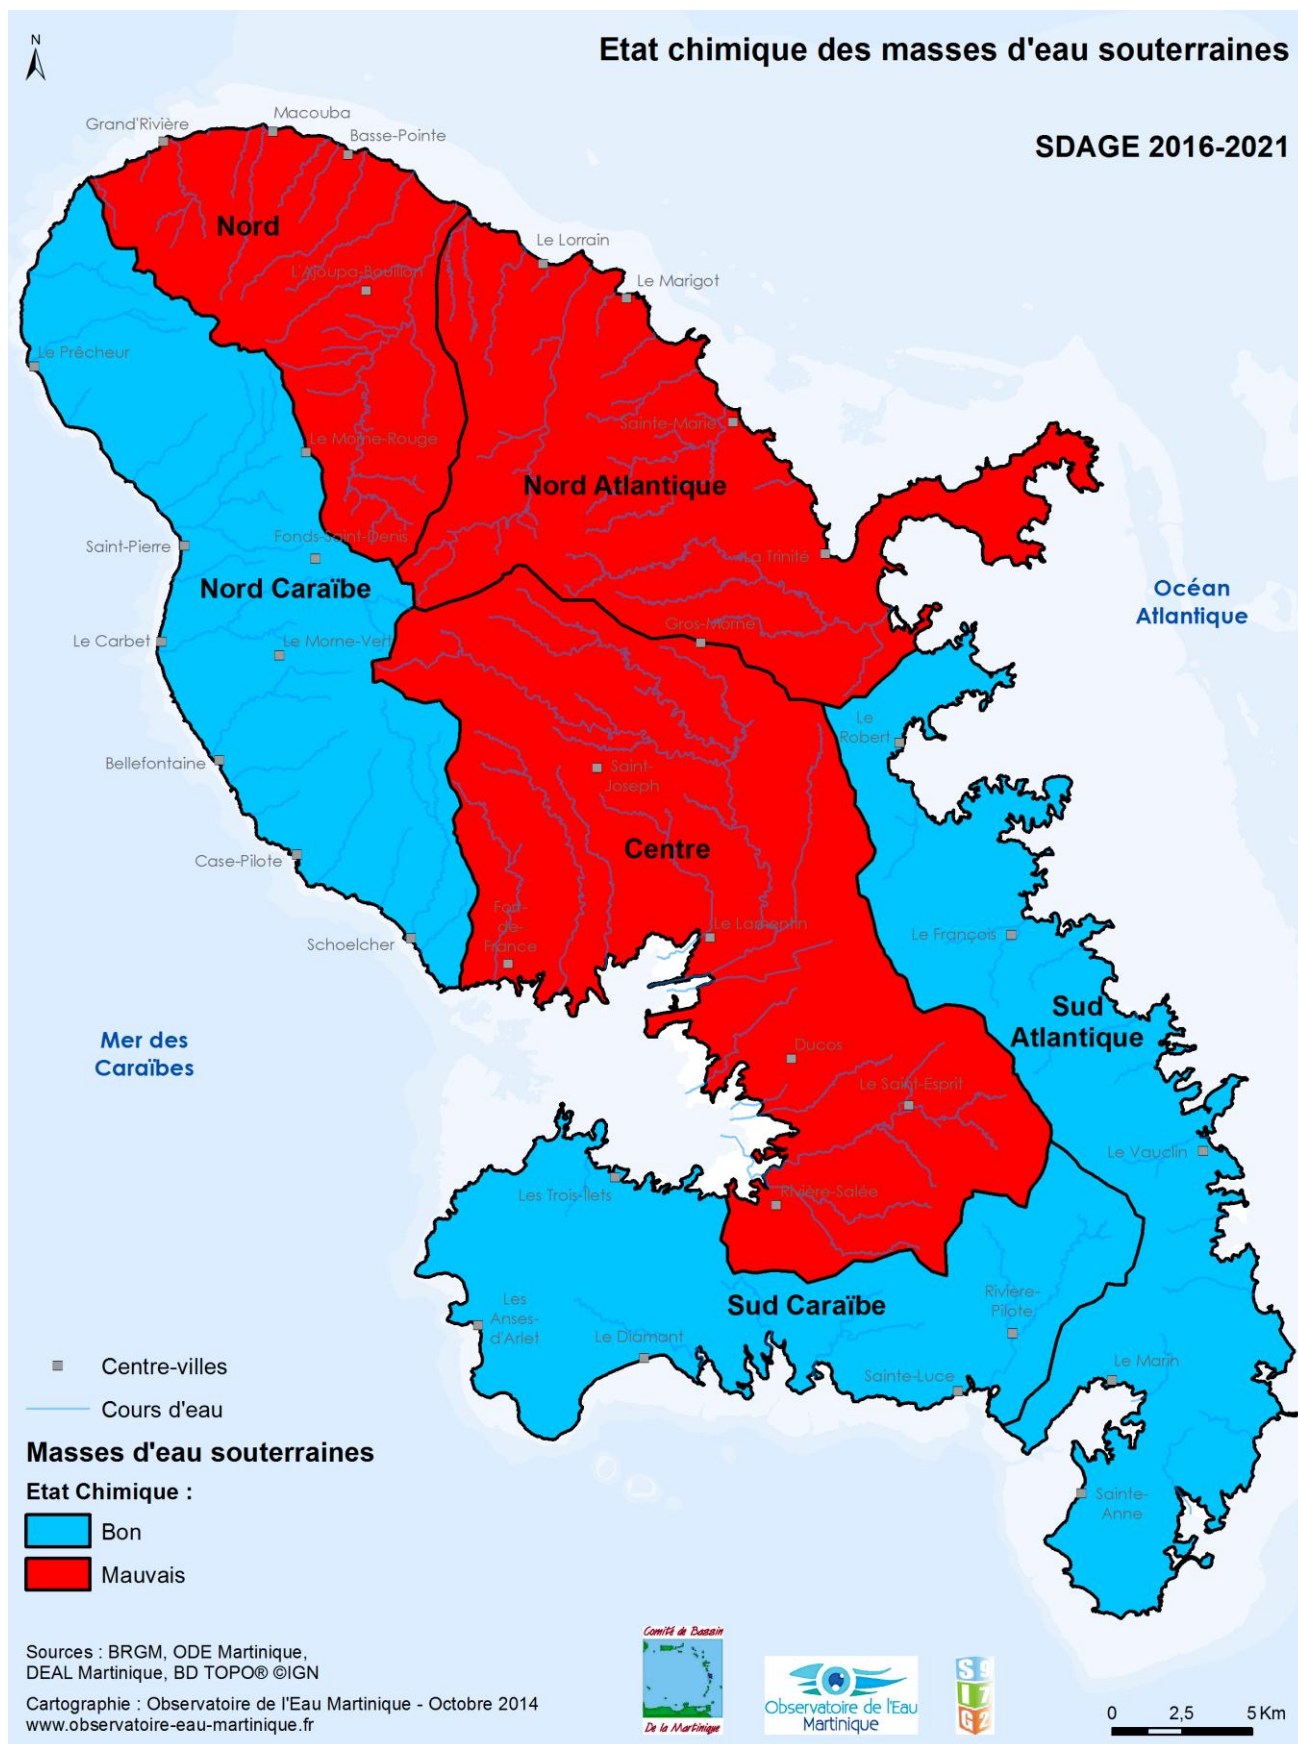 N
Etat chimique des masses d'eau souterraines
SDAGE 2016-2021
Macouba
Grand'Rivière
Basse-Pointe
Nord
Le Lorrain
L'Ajoupa-Bouillon
Le Marigot
Le Prêcheur
Sainte-Marie
Le Morne-Rouge
Nord Atlantique
Fonds-Saint-Denis
Saint-Pierre
La Trinité
Nord Caraïbe
Océan
Atlantique
Gros-Morne
Le Carbet
Le Morne-Vert
Le
Robert
Bellefontaine
Saint-
Joseph
Centre
Case-Pilote
Fort-
de-
France
Le Lamentin
Le François
Schoelcher
Sud
Atlantique
Mer des
Caraïbes
Ducos
Le Saint-Esprit
Le Vauclin
Les Trois-Ilets
Rivière-Salée
Sud Caraïbe
Rivière-
Pilote
Les
Anses-
d'Arlet
Le Diamant
Le Marin
Sainte-Luce
Sainte-
Anne
Centre-villes
Cours d'eau
Masses d'eau souterraines
Etat Chimique :
Bon
Mauvais
Sources : BRGM, ODE Martinique,
DEAL Martinique, BD TOPO® ©IGN
Cartographie : Observatoire de l'Eau Martinique - Octobre 2014
www.observatoire-eau-martinique.fr
Comité de Bassin
De la Martinique
Observatoire de l'Eau
Martinique
S 9
I 7
G 2
0 2,5 5 Km